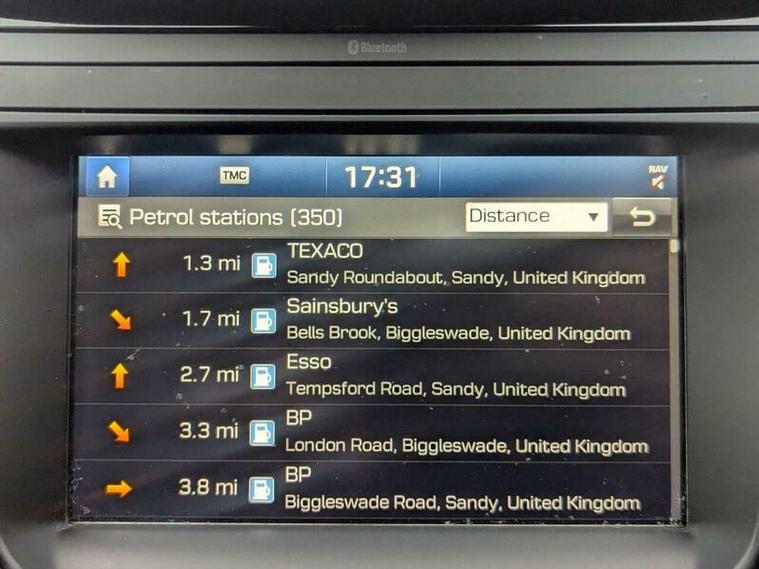 Bluetooth
TMC 17:31 NAV
Petrol stations (350) Distance
TEXACO
1.3 mi
Sandy Roundabout, Sandy, United Kingdom
Sainsbury's
1.7 mi
Bells Brook, Biggleswade, United Kingdom
Esso
2.7 mi
Tempsford Road, Sandy, United Kingdom
BP
3.3 mi
London Road, Biggleswade, United Kingdom
BP
3.8 mi
Biggleswade Road, Sandy, United Kingdom